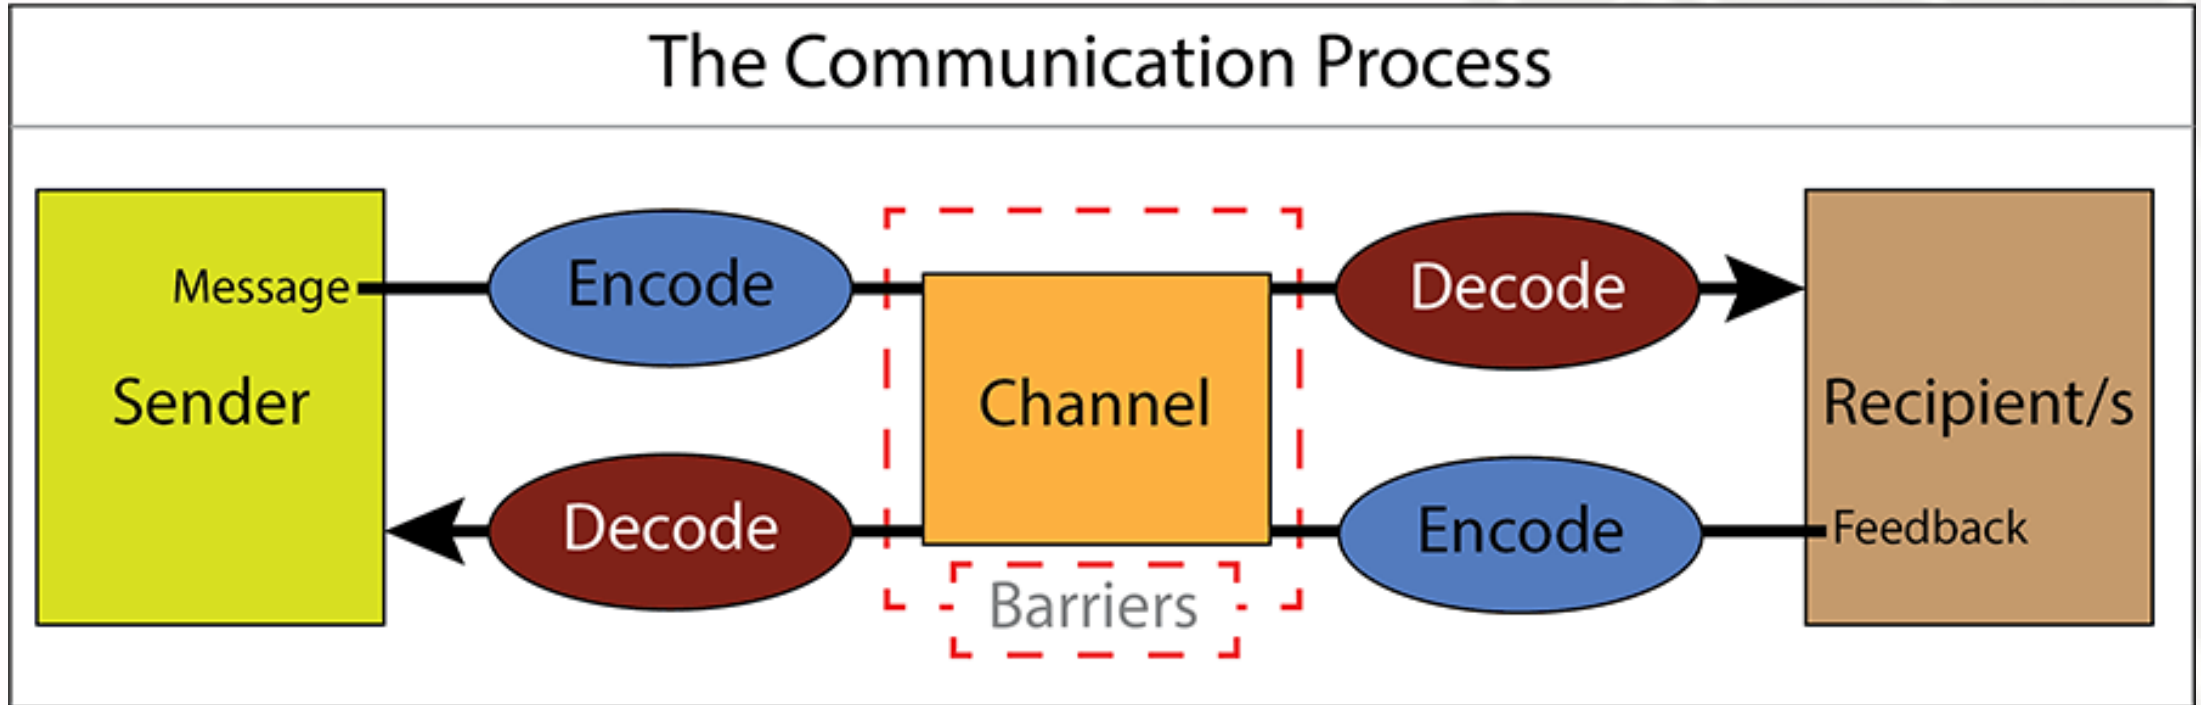 The Communication Process
Message
Encode
Decode
Sender
Channel
Recipient/s
Decode
Encode
Feedback
Barriers